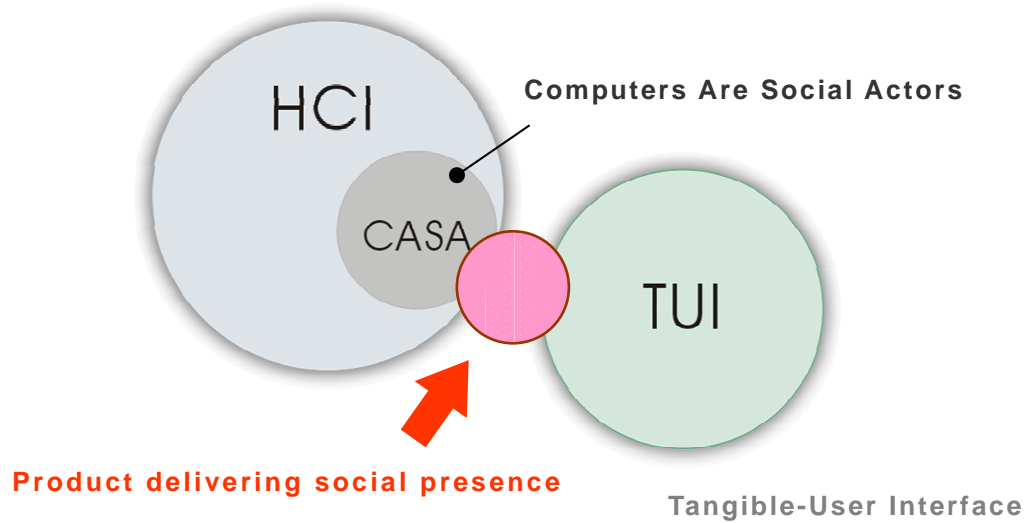 HCI
Computers Are Social Actors
CASA
TUI
Product delivering social presence
Tangible-User Interface